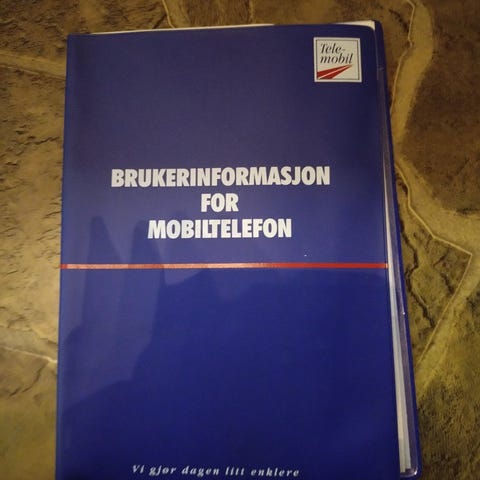 Tele-
mobil
BRUKERINFORMASJON
FOR
MOBILTELEFON
Vi gjør dagen litt enklere